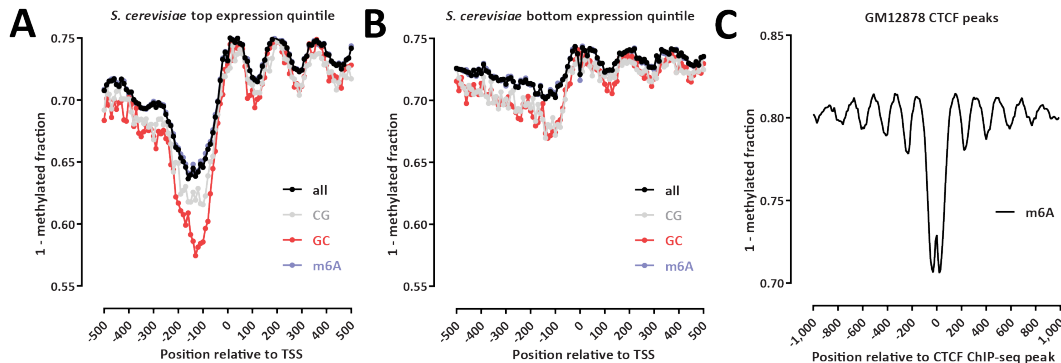 A
S. cerevisiae top expression quintile
1 - methylated fraction
0.75
0.70
0.65
0.60
0.55
all
CG
GC
m6A
-500
-400
-300
-200
-100
0
100
200
300
400
500
Position relative to TSS
B
S. cerevisiae bottom expression quintile
1 - methylated fraction
0.75
0.70
0.65
0.60
0.55
all
CG
GC
m6A
-500
-400
-300
-200
-100
0
100
200
300
400
500
Position relative to TSS
C
GM12878 CTCF peaks
1 - methylated fraction
0.85
0.80
0.75
0.70
m6A
-1,000
-800
-600
-400
-200
0
200
400
600
800
1,000
Position relative to CTCF ChIP-seq peak